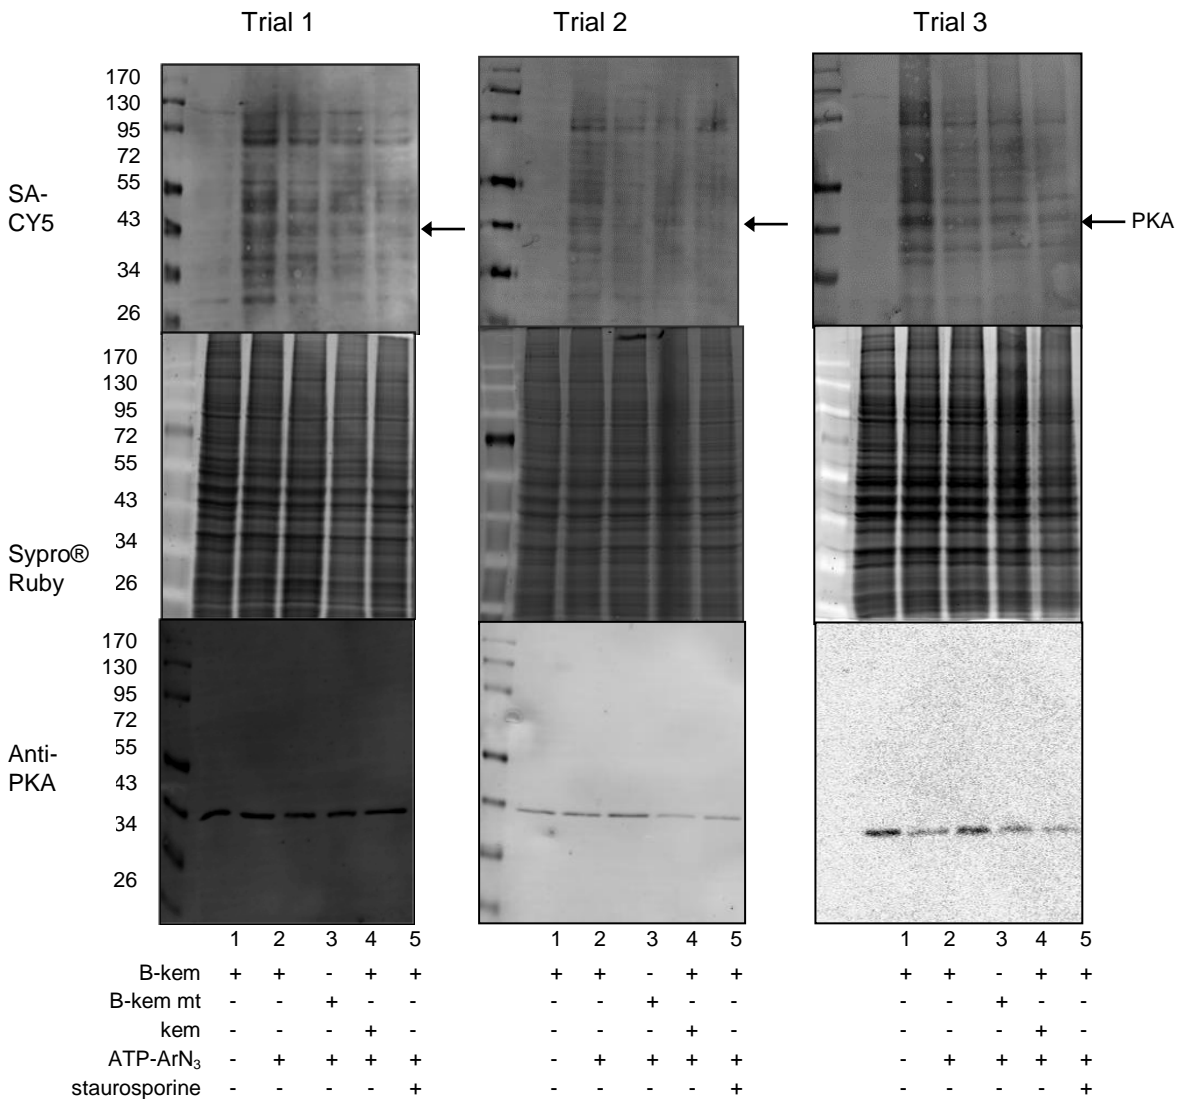 Trial 1 Trial 2 Trial 3
170
130
95
72
55
SA-
CY5
43
PKA
34
26
170
130
95
72
55
43
34
Sypro®
Ruby
26
170
130
95
72
55
Anti-
PKA
43
34
26
1 2 3 4 5 1 2 3 4 5 1 2 3 4 5
B-kem + + - + + + + - + + + + - + +
B-kem mt - - + - - - - + - - - - + - -
kem - - - + - - - - + - - - - + -
ATP-ArN₃ - + + + + - + + + + - + + + +
staurosporine - - - - + - - - - + - - - - +